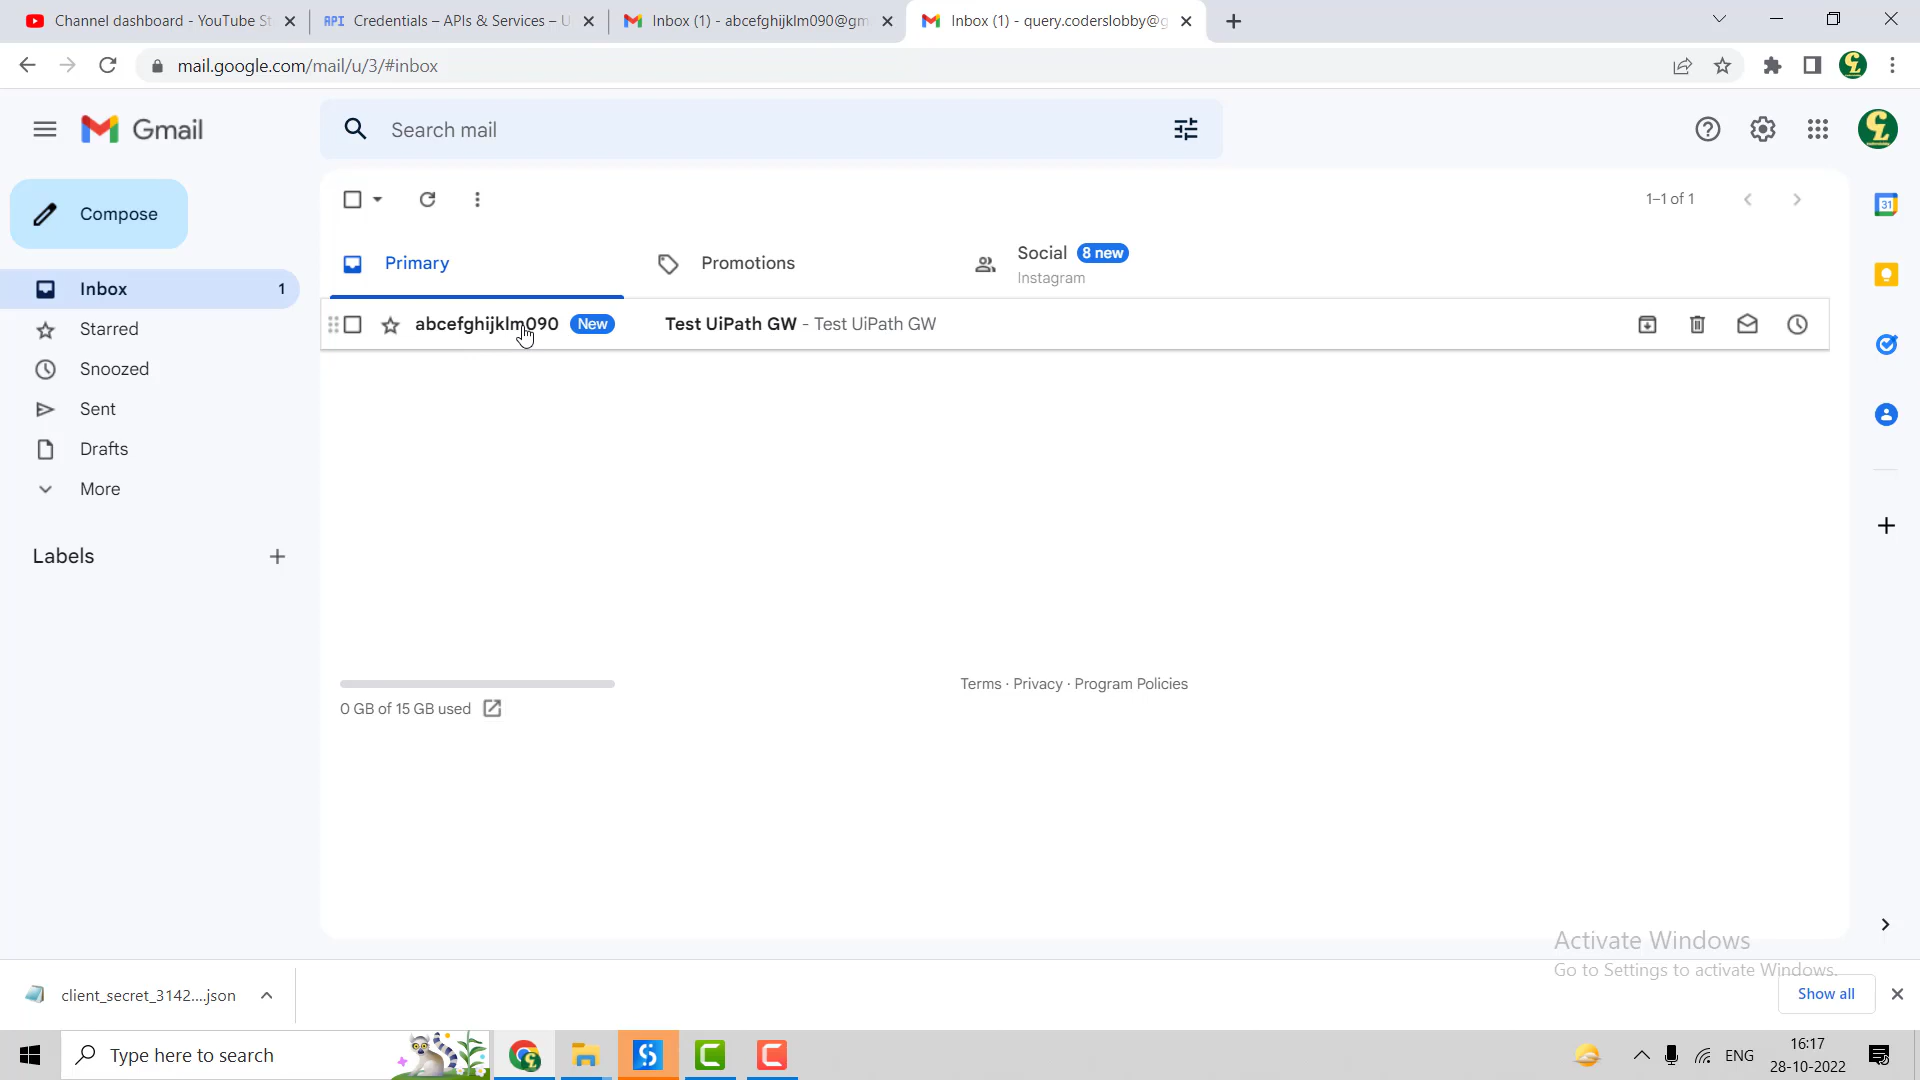 Channel dashboard - YouTube St
API Credentials – APIs & Services – U
Inbox (1) - abcefghijklm090@gm
Inbox (1) - query.coderslobby@g
mail.google.com/mail/u/3/#inbox
Gmail
Search mail
Compose
1–1 of 1
Primary
Promotions
Social 8 new
Instagram
Inbox 1
Starred
Snoozed
Sent
Drafts
More
Labels
abcefghijklm090 New Test UiPath GW - Test UiPath GW
31
0 GB of 15 GB used
Terms · Privacy · Program Policies
Activate Windows
Go to Settings to activate Windows.
client_secret_3142....json
Show all
Type here to search
ENG
16:17
28-10-2022